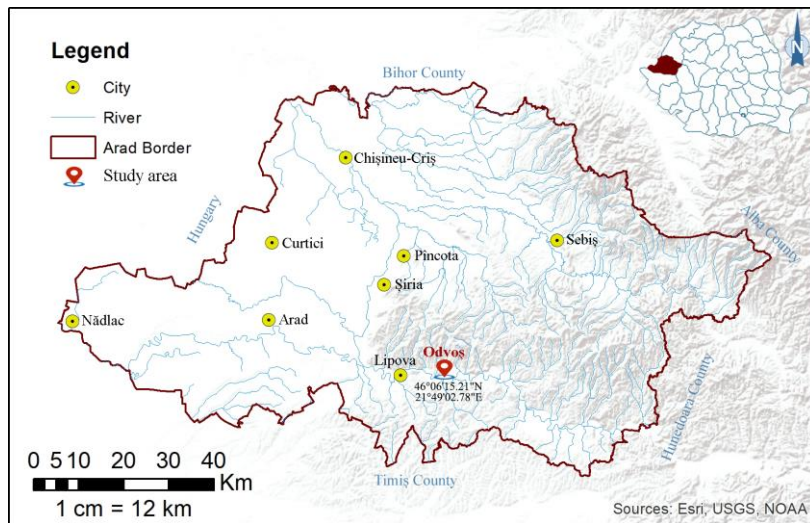 Legend
City
River
Arad Border
Study area
N
Bihor County
Chișineu-Criș
Hungary
Alba County
Curtici
Sebiș
Pîncota
Șiria
Nădlac
Arad
Odvoș
Lipova
46°06'15.21"N
21°49'02.78"E
Hunedoara County
Timiș County
0 5 10 20 30 40
Km
1 cm = 12 km
Sources: Esri, USGS, NOAA